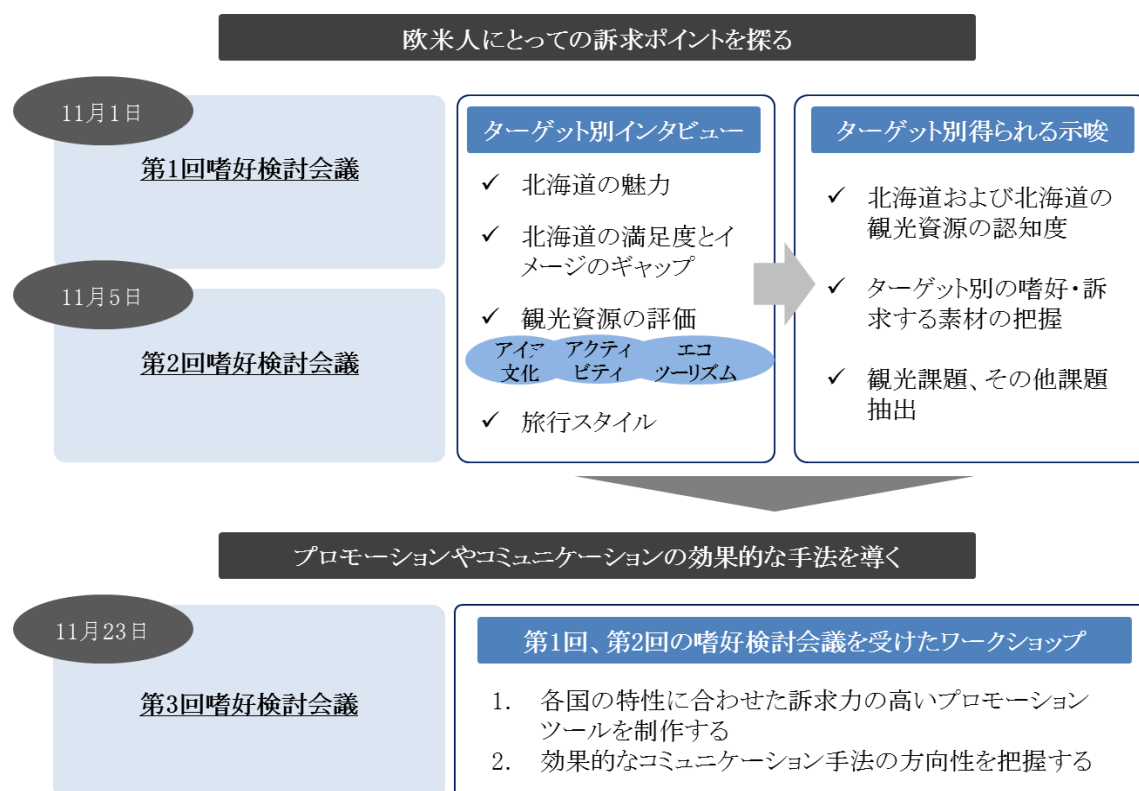 欧米人にとっての訴求ポイントを探る
11月1日
第1回嗜好検討会議
11月5日
第2回嗜好検討会議
ターゲット別インタビュー
✓ 北海道の魅力
✓ 北海道の満足度とイ
メージのギャップ
✓ 観光資源の評価
アイヌ
文化
アクティ
ビティ
エコ
ツーリズム
✓ 旅行スタイル
ターゲット別得られる示唆
✓ 北海道および北海道の
観光資源の認知度
✓ ターゲット別の嗜好・訴
求する素材の把握
✓ 観光課題、その他課題
抽出
プロモーションやコミュニケーションの効果的な手法を導く
11月23日
第3回嗜好検討会議
第1回、第2回の嗜好検討会議を受けたワークショップ
1. 各国の特性に合わせた訴求力の高いプロモーション
ツールを制作する
2. 効果的なコミュニケーション手法の方向性を把握する